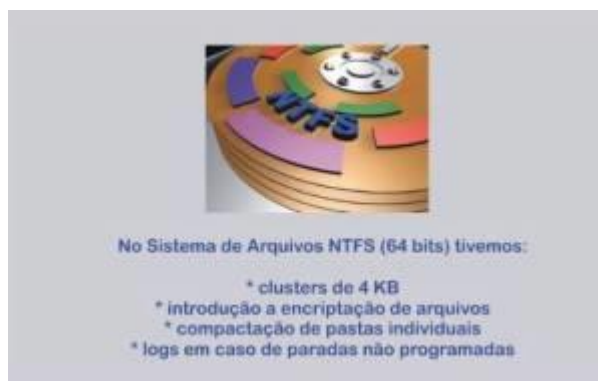 NTFS
No Sistema de Arquivos NTFS (64 bits) tivemos:
* clusters de 4 KB
* introdução a encriptação de arquivos
* compactação de pastas individuais
* logs em caso de paradas não programadas